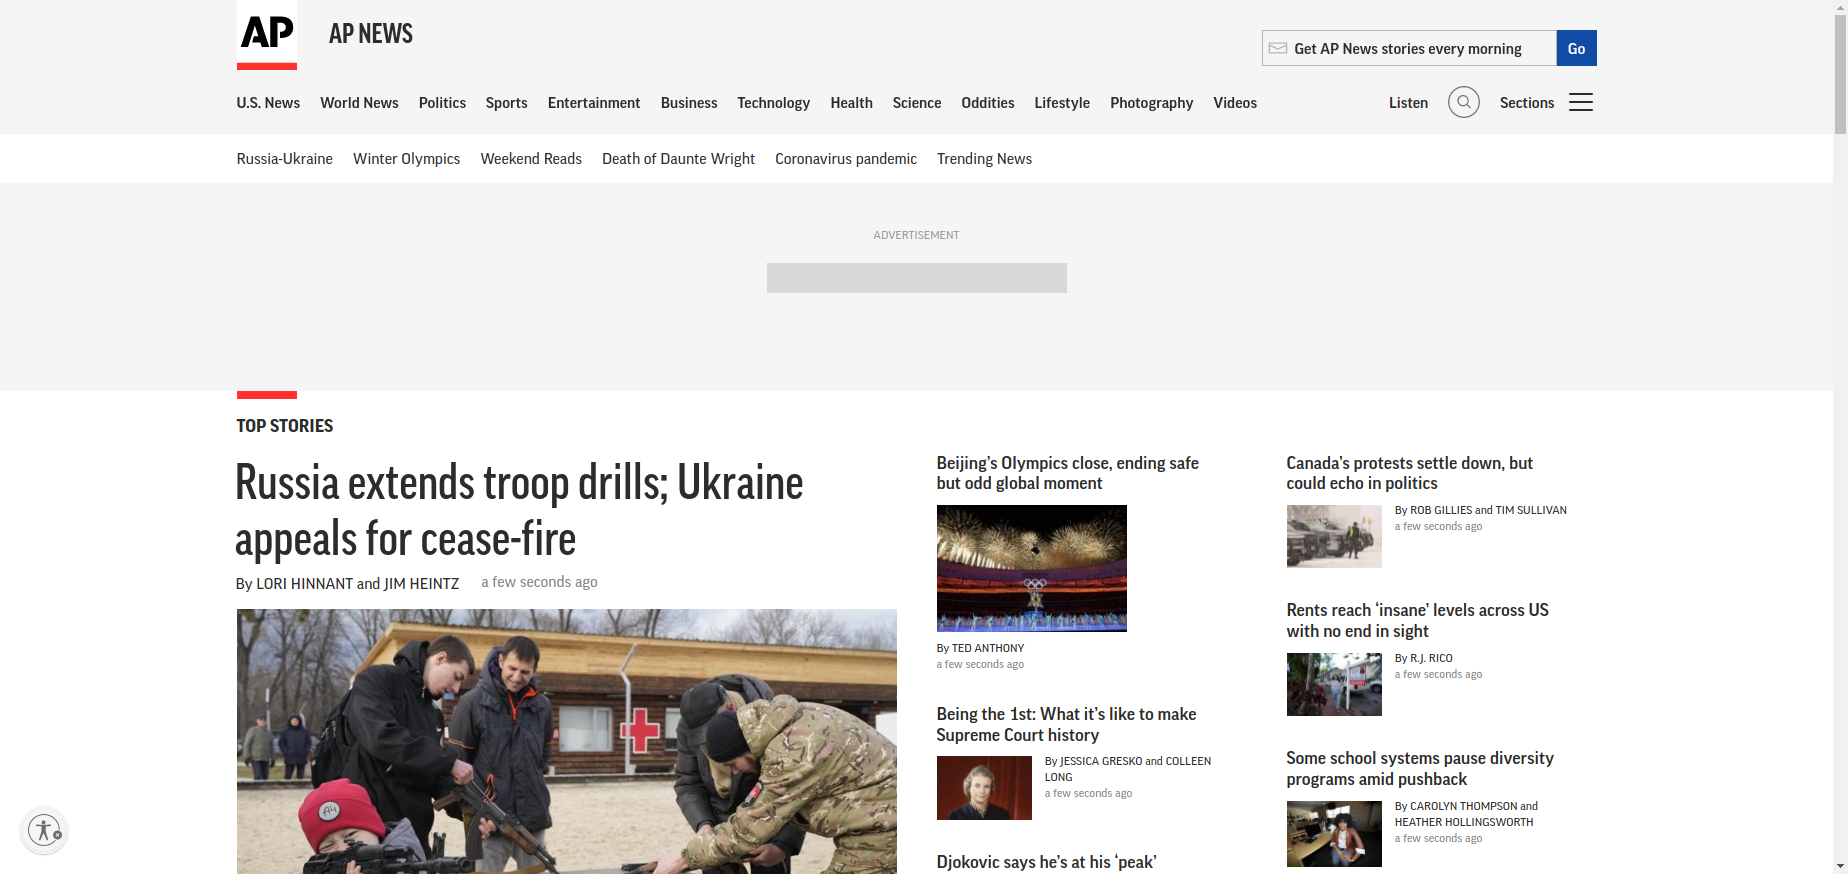 AP
AP NEWS
Get AP News stories every morning
Go
U.S. News World News Politics Sports Entertainment Business Technology Health Science Oddities Lifestyle Photography Videos
Listen
Sections
Russia-Ukraine Winter Olympics Weekend Reads Death of Daunte Wright Coronavirus pandemic Trending News
ADVERTISEMENT
TOP STORIES
Russia extends troop drills; Ukraine
appeals for cease-fire
By LORI HINNANT and JIM HEINTZ a few seconds ago
A4
Beijing’s Olympics close, ending safe
but odd global moment
By TED ANTHONY
a few seconds ago
Being the 1st: What it’s like to make
Supreme Court history
By JESSICA GRESKO and COLLEEN
LONG
a few seconds ago
Djokovic says he’s at his ‘peak’
Canada’s protests settle down, but
could echo in politics
By ROB GILLIES and TIM SULLIVAN
a few seconds ago
Rents reach ‘insane’ levels across US
with no end in sight
By R.J. RICO
a few seconds ago
Some school systems pause diversity
programs amid pushback
By CAROLYN THOMPSON and
HEATHER HOLLINGSWORTH
a few seconds ago